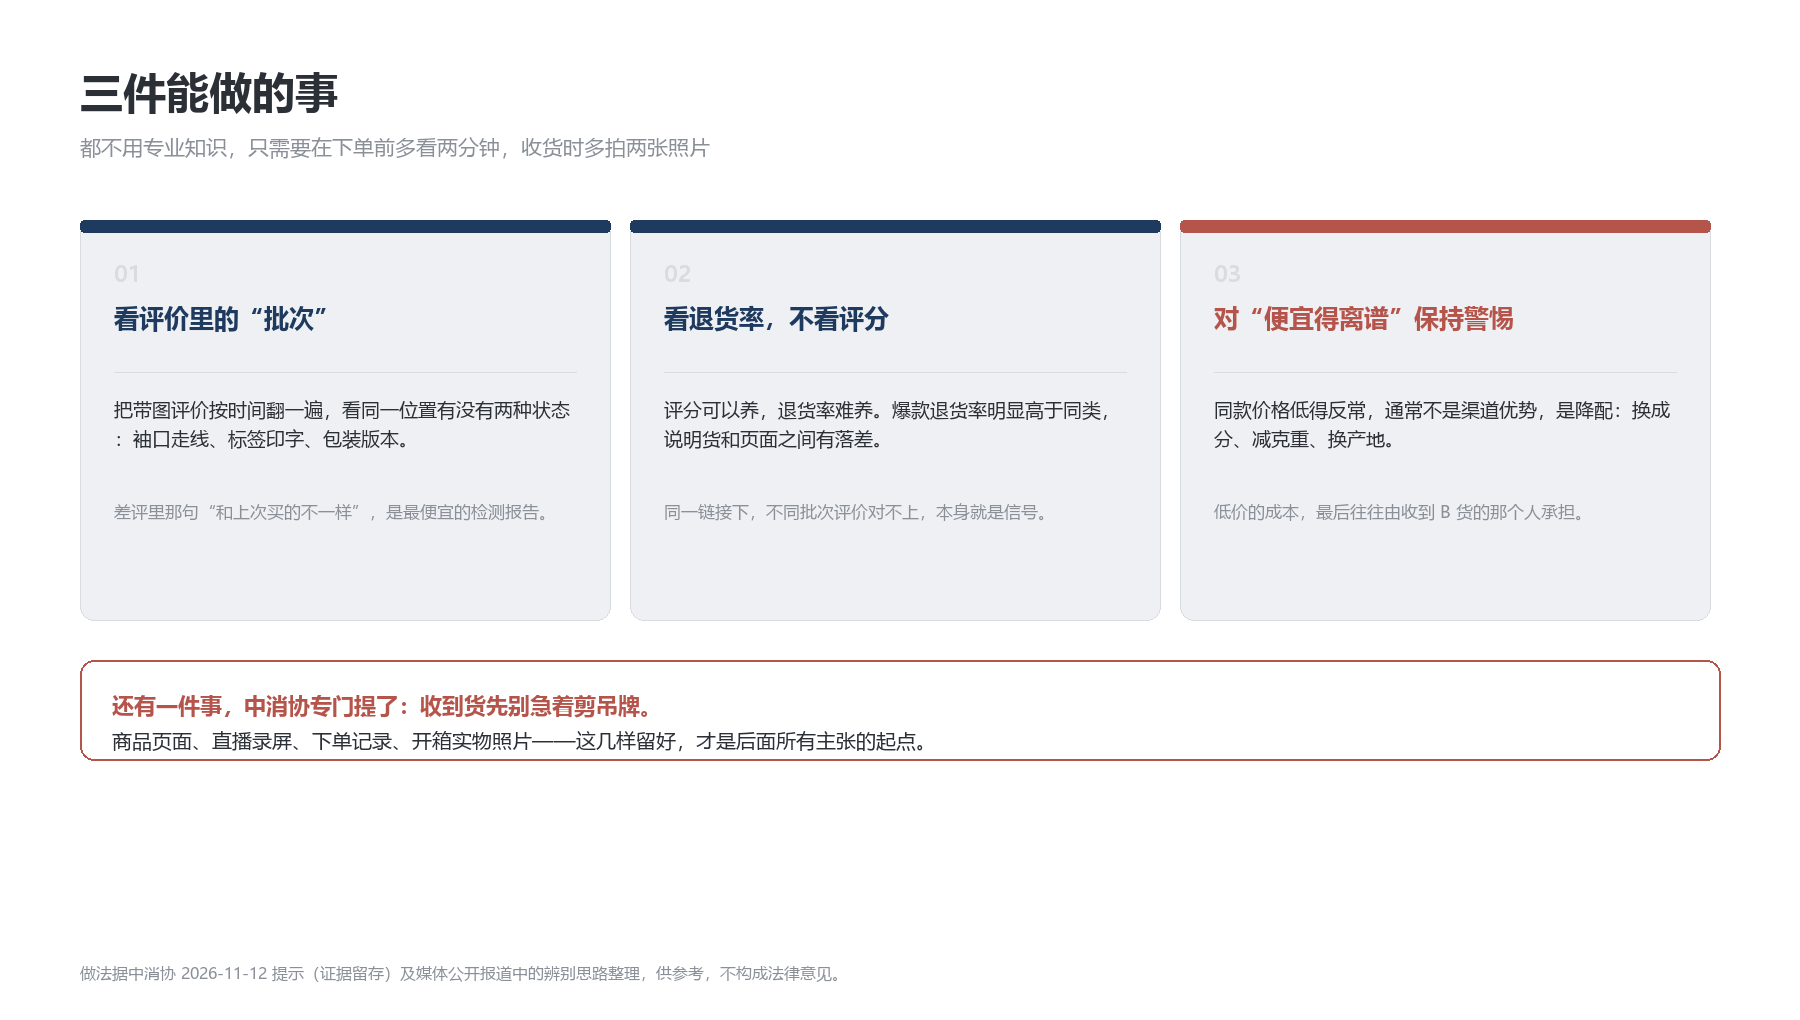 三件能做的事
都不用专业知识，只需要在下单前多看两分钟，收货时多拍两张照片
01
看评价里的“批次”
把带图评价按时间翻一遍，看同一位置有没有两种状态
：袖口走线、标签印字、包装版本。
差评里那句“和上次买的不一样”，是最便宜的检测报告。
02
看退货率，不看评分
评分可以养，退货率难养。爆款退货率明显高于同类，
说明货和页面之间有落差。
同一链接下，不同批次评价对不上，本身就是信号。
03
对“便宜得离谱”保持警惕
同款价格低得反常，通常不是渠道优势，是降配：换成
分、减克重、换产地。
低价的成本，最后往往由收到 B 货的那个人承担。
还有一件事，中消协专门提了：收到货先别急着剪吊牌。
商品页面、直播录屏、下单记录、开箱实物照片——这几样留好，才是后面所有主张的起点。
做法据中消协 2026-11-12 提示（证据留存）及媒体公开报道中的辨别思路整理，供参考，不构成法律意见。